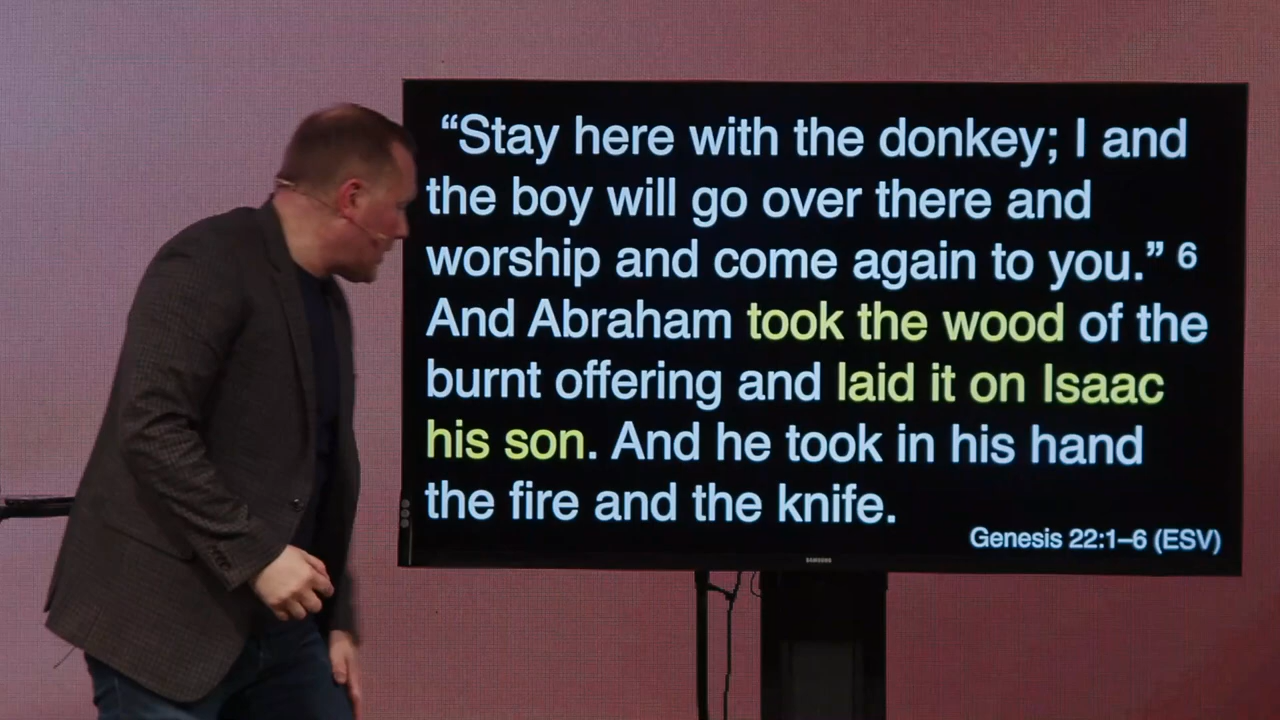 “Stay here with the donkey; I and
the boy will go over there and
worship and come again to you.” 6
And Abraham took the wood of the
burnt offering and laid it on Isaac
his son. And he took in his hand
the fire and the knife.
Genesis 22:1–6 (ESV)
SAMSUNG